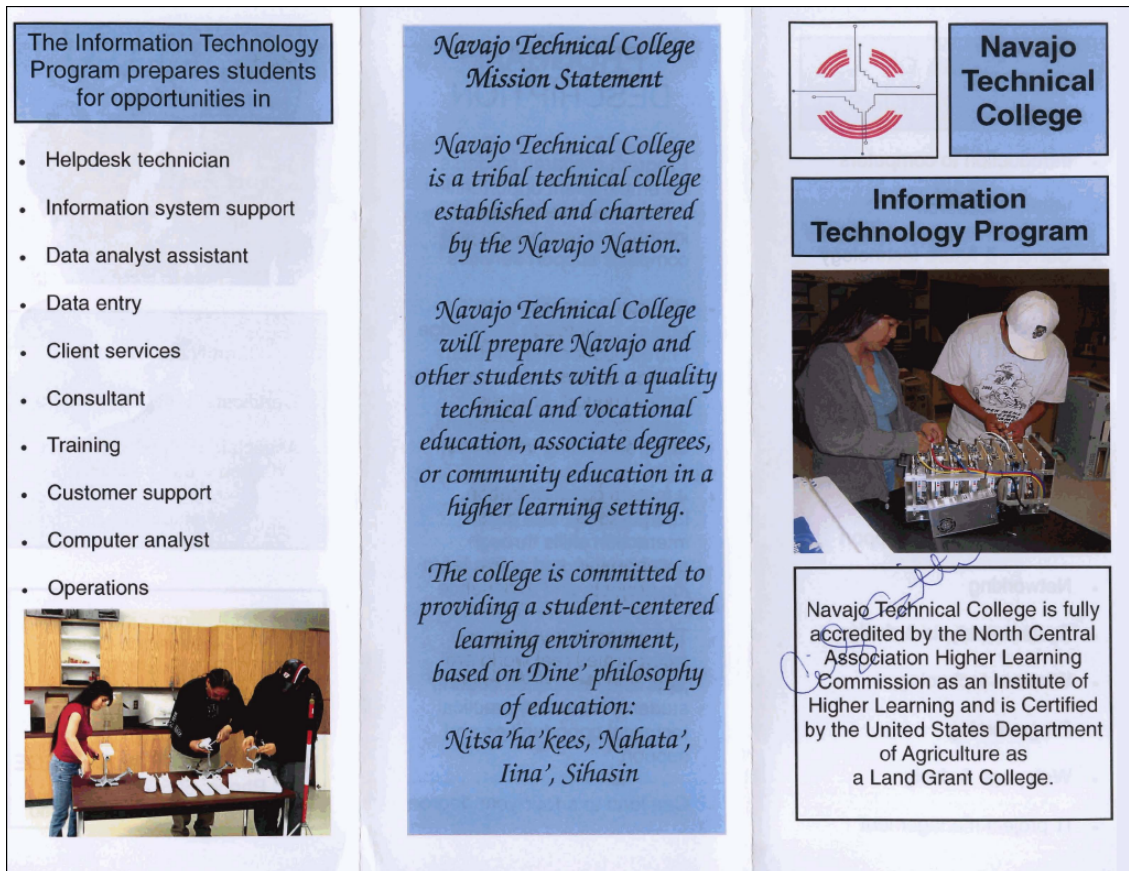 The Information Technology
Program prepares students
for opportunities in
• Helpdesk technician
• Information system support
• Data analyst assistant
• Data entry
• Client services
• Consultant
• Training
• Customer support
• Computer analyst
• Operations
Navajo Technical College
Mission Statement
Navajo Technical College
is a tribal technical college
established and chartered
by the Navajo Nation.
Navajo Technical College
will prepare Navajo and
other students with a quality
technical and vocational
education, associate degrees,
or community education in a
higher learning setting.
The college is committed to
providing a student-centered
learning environment,
based on Dine' philosophy
of education:
Nitsa'ha'kees, Nahata',
Iina', Sihasin
Navajo
Technical
College
Information
Technology Program
Navajo Technical College is fully
accredited by the North Central
Association Higher Learning
Commission as an Institute of
Higher Learning and is Certified
by the United States Department
of Agriculture as
a Land Grant College.